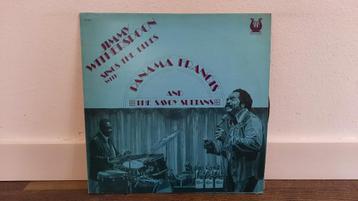 JIMMY
WITHERSPOON
SINGS THE BLUES
WITH
PANAMA FRANCIS
AND
THE SAVOY SULTANS